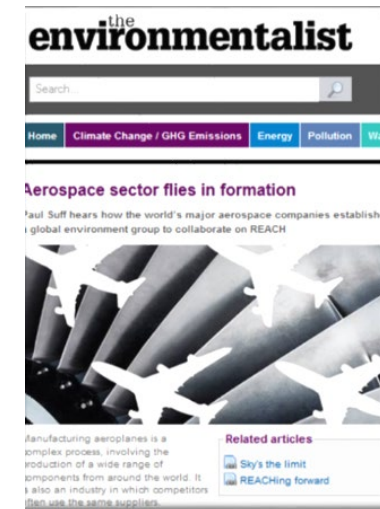 the
environmentalist
Search...
Home Climate Change / GHG Emissions Energy Pollution Wa
Aerospace sector flies in formation
Paul Suff hears how the world's major aerospace companies establish
a global environment group to collaborate on REACH
Manufacturing aeroplanes is a
complex process, involving the
production of a wide range of
components from around the world. It
is also an industry in which competitors
often use the same suppliers.
Related articles
Sky's the limit
REACHing forward